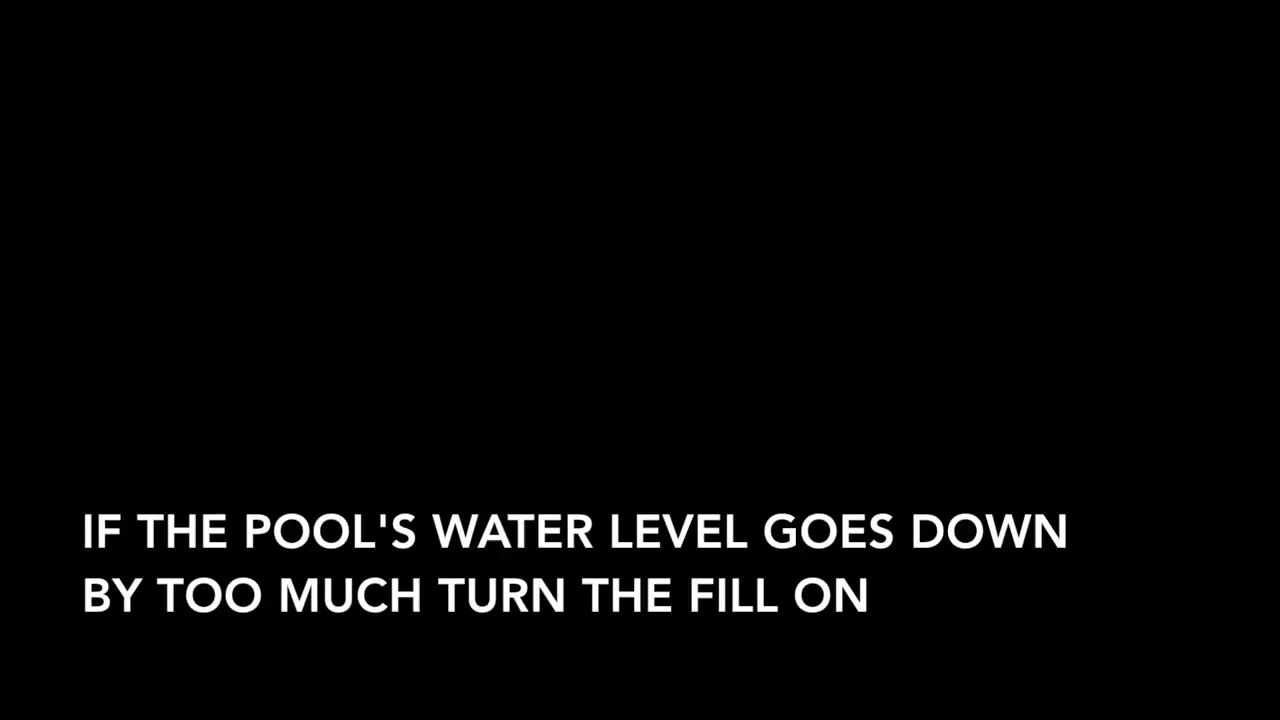 IF THE POOL'S WATER LEVEL GOES DOWN
BY TOO MUCH TURN THE FILL ON